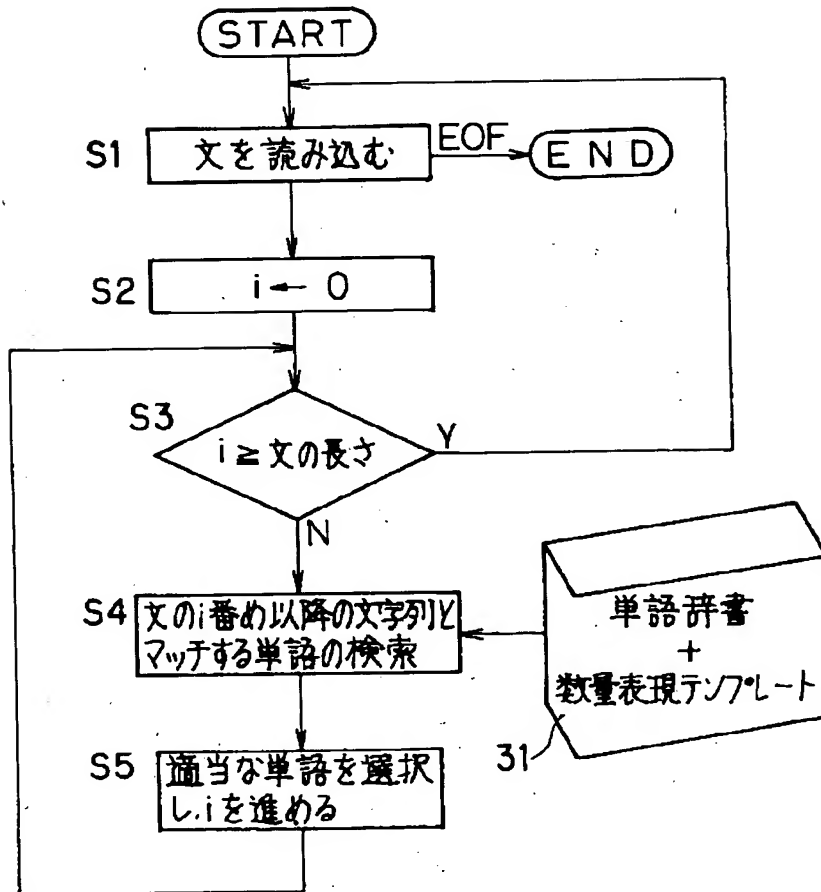 START
S1 文を読み込む EOF END
S2 i ← 0
S3
i ≧ 文の長さ Y
N
S4 文のi番め以降の文字列と
マッチする単語の検索
単語辞書
+
数量表現テンプレート
31
S5 適当な単語を選択
し、iを進める